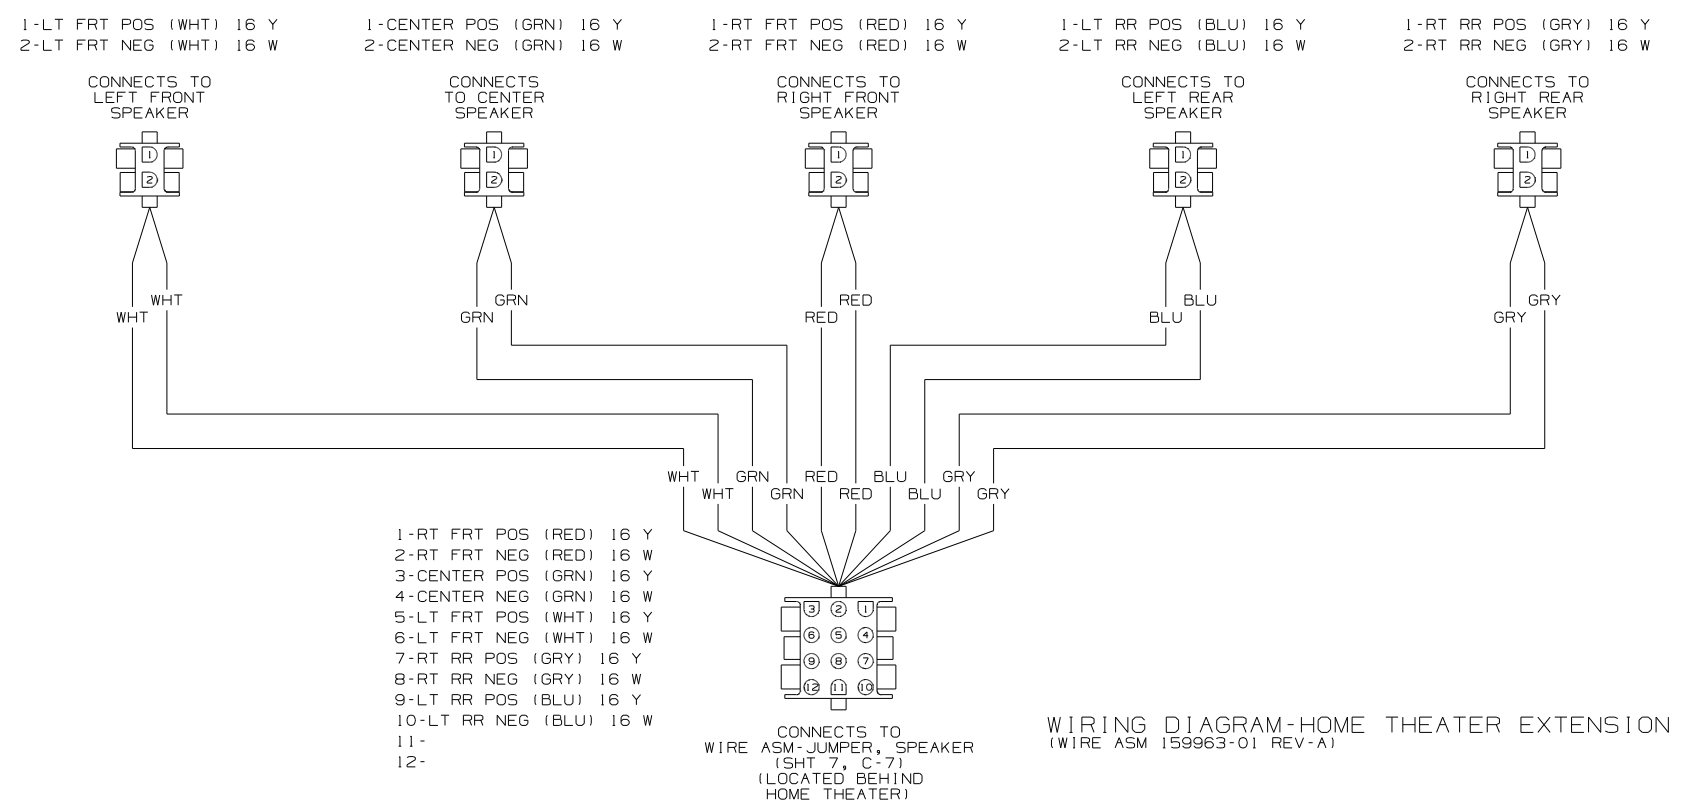 1-LT FRT POS (WHT) 16 Y
2-LT FRT NEG (WHT) 16 W
1-CENTER POS (GRN) 16 Y
2-CENTER NEG (GRN) 16 W
1-RT FRT POS (RED) 16 Y
2-RT FRT NEG (RED) 16 W
1-LT RR POS (BLU) 16 Y
2-LT RR NEG (BLU) 16 W
1-RT RR POS (GRY) 16 Y
2-RT RR NEG (GRY) 16 W
CONNECTS TO
LEFT FRONT
SPEAKER
CONNECTS
TO CENTER
SPEAKER
CONNECTS TO
RIGHT FRONT
SPEAKER
CONNECTS TO
LEFT REAR
SPEAKER
CONNECTS TO
RIGHT REAR
SPEAKER
1
2
1
2
1
2
1
2
1
2
WHT
WHT
GRN
GRN
RED
RED
BLU
BLU
GRY
GRY
WHT
WHT
GRN
GRN
RED
RED
BLU
BLU
GRY
GRY
1-RT FRT POS (RED) 16 Y
2-RT FRT NEG (RED) 16 W
3-CENTER POS (GRN) 16 Y
4-CENTER NEG (GRN) 16 W
5-LT FRT POS (WHT) 16 Y
6-LT FRT NEG (WHT) 16 W
7-RT RR POS (GRY) 16 Y
8-RT RR NEG (GRY) 16 W
9-LT RR POS (BLU) 16 Y
10-LT RR NEG (BLU) 16 W
11-
12-
3 2 1
6 5 4
9 8 7
12 11 10
CONNECTS TO
WIRE ASM-JUMPER, SPEAKER
(SHT 7, C-7)
(LOCATED BEHIND
HOME THEATER)
WIRING DIAGRAM-HOME THEATER EXTENSION
(WIRE ASM 159963-01 REV-A)